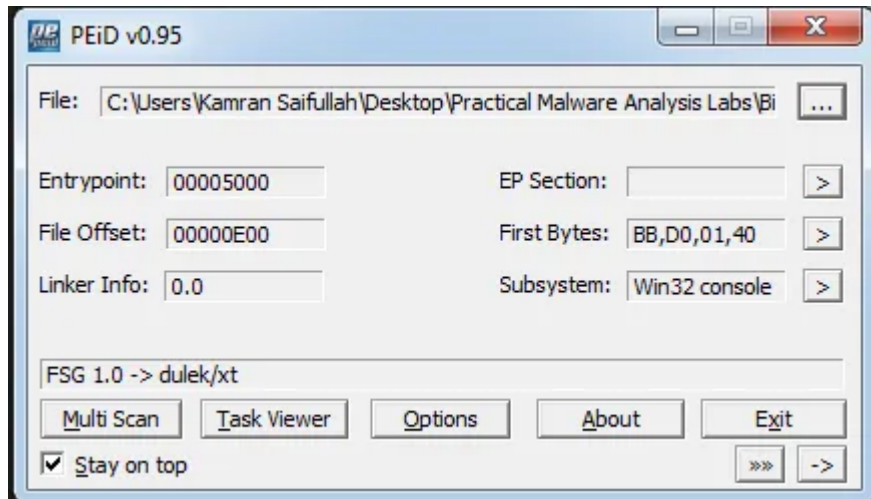 PEiD v0.95
File: C:\Users\Kamran Saifullah\Desktop\Practical Malware Analysis Labs\Bi ...
Entrypoint: 00005000 EP Section: >
File Offset: 00000E00 First Bytes: BB,D0,01,40 >
Linker Info: 0.0 Subsystem: Win32 console >
FSG 1.0 -> dulek/xt
Multi Scan Task Viewer Options About Exit
Stay on top »» ->